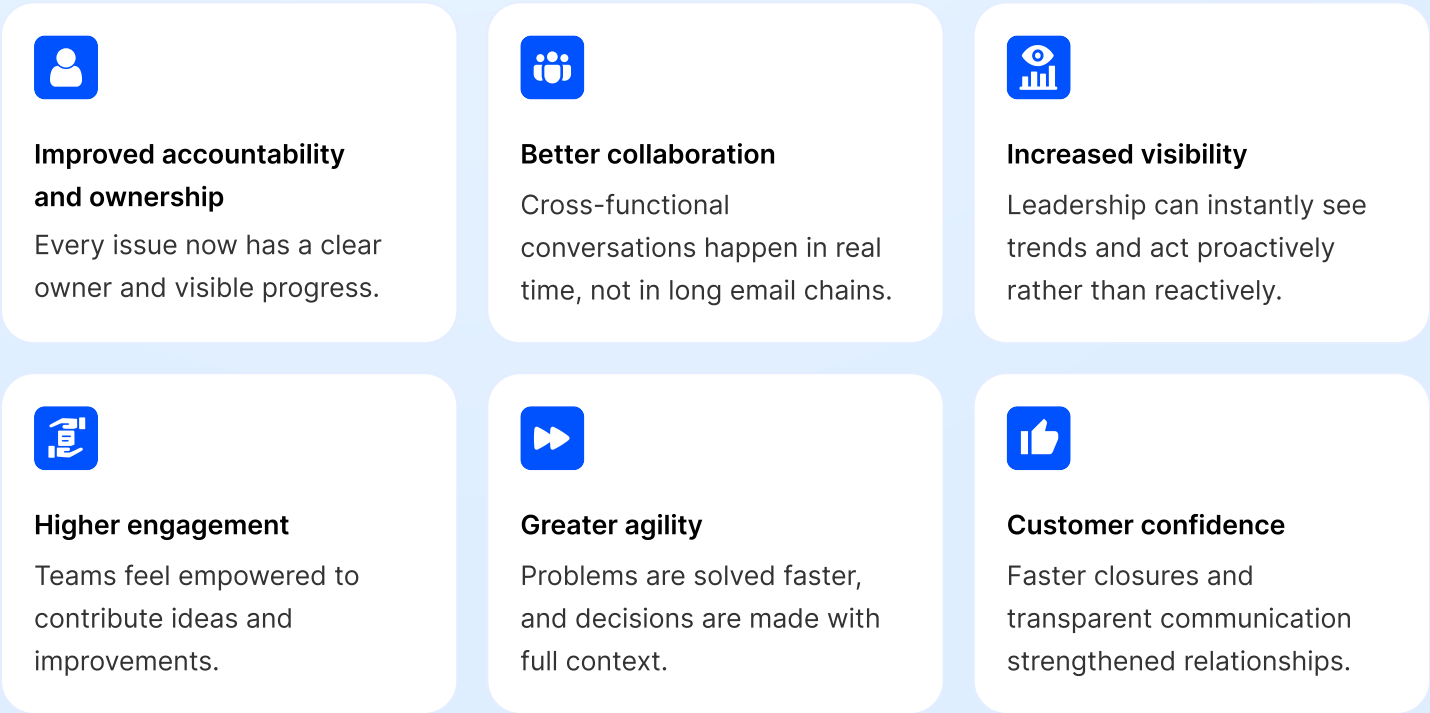 Improved accountability
and ownership
Every issue now has a clear
owner and visible progress.
Better collaboration
Cross-functional
conversations happen in real
time, not in long email chains.
Increased visibility
Leadership can instantly see
trends and act proactively
rather than reactively.
Higher engagement
Teams feel empowered to
contribute ideas and
improvements.
Greater agility
Problems are solved faster,
and decisions are made with
full context.
Customer confidence
Faster closures and
transparent communication
strengthened relationships.